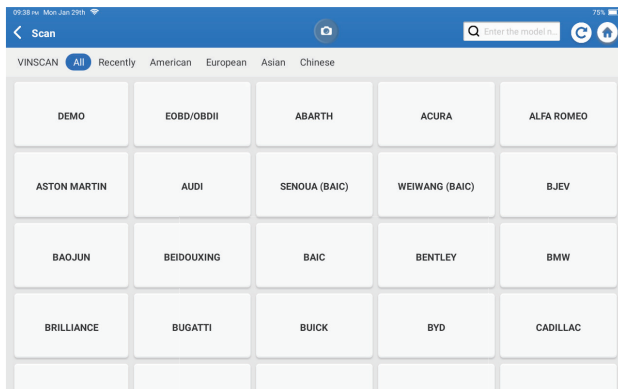 09:38 PM Mon Jan 29th 75%
Scan Enter the model n...
VINSCAN All Recently American European Asian Chinese
DEMO EOBD/OBDII ABARTH ACURA ALFA ROMEO
ASTON MARTIN AUDI SENOUA (BAIC) WEIWANG (BAIC) BJEV
BAOJUN BEIDOUXING BAIC BENTLEY BMW
BRILLIANCE BUGATTI BUICK BYD CADILLAC